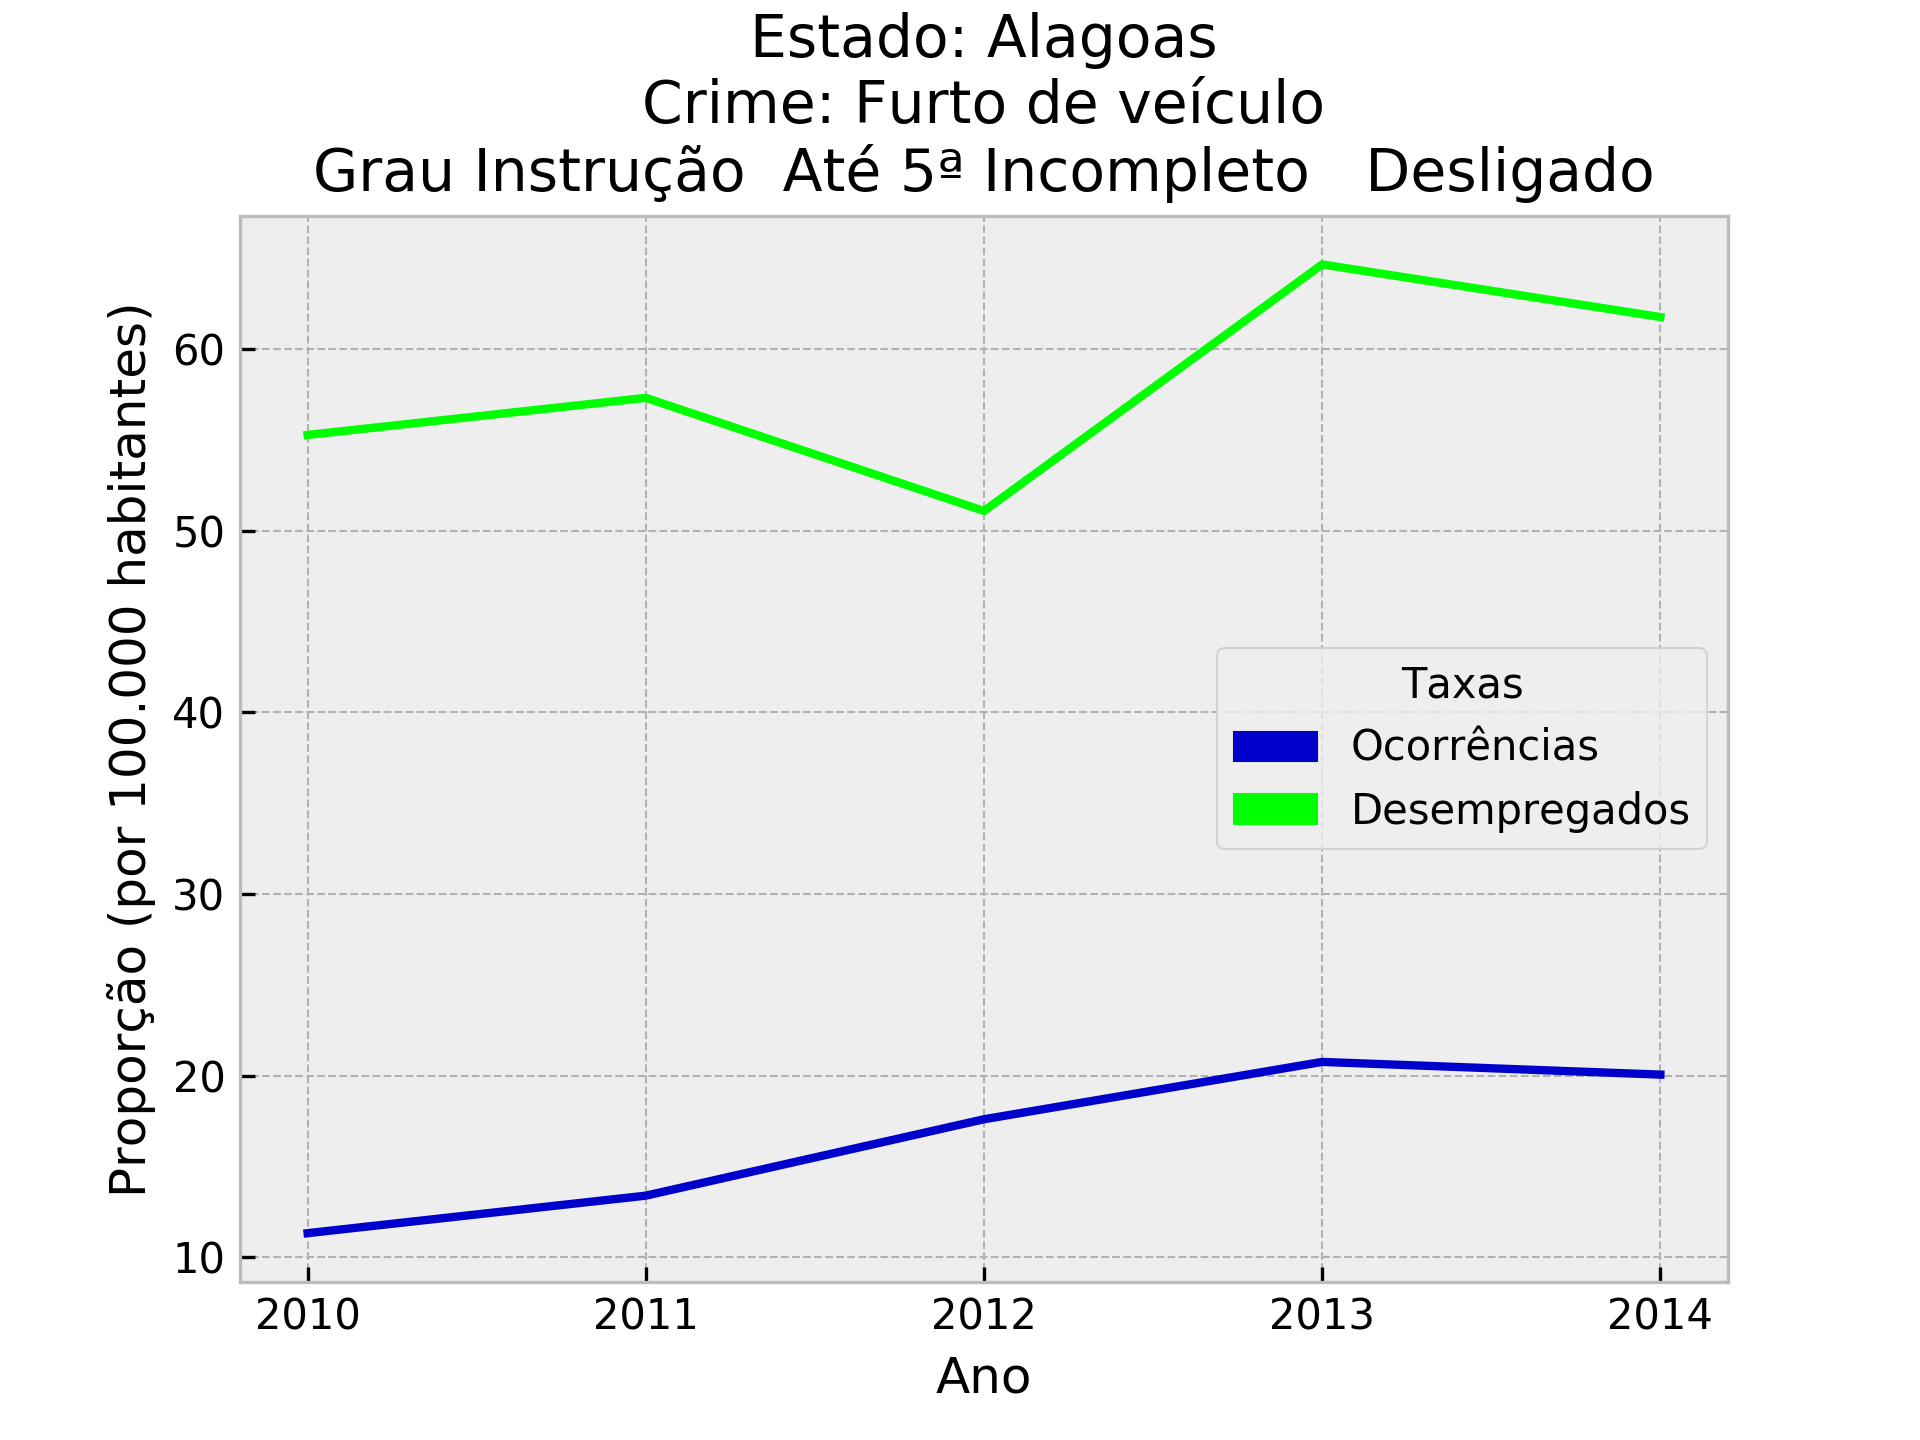 Estado: Alagoas
Crime: Furto de veículo
Grau Instrução  Até 5ª Incompleto   Desligado
Proporção (por 100.000 habitantes)
60
50
40
30
20
10
Taxas
Ocorrências
Desempregados
2010 2011 2012 2013 2014
Ano